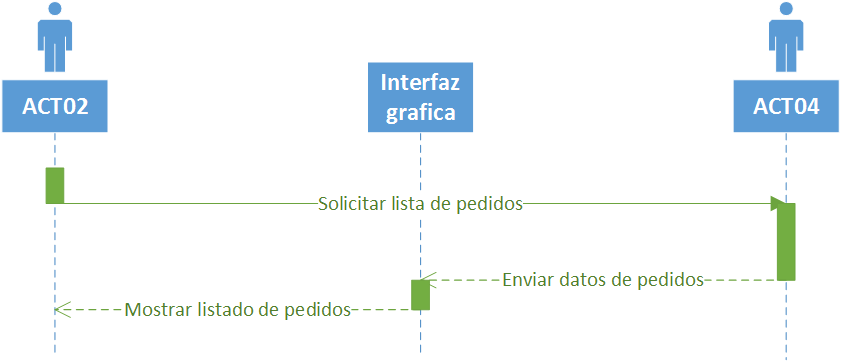 ACT02
Interfaz
grafica
ACT04
Solicitar lista de pedidos
Enviar datos de pedidos
Mostrar listado de pedidos